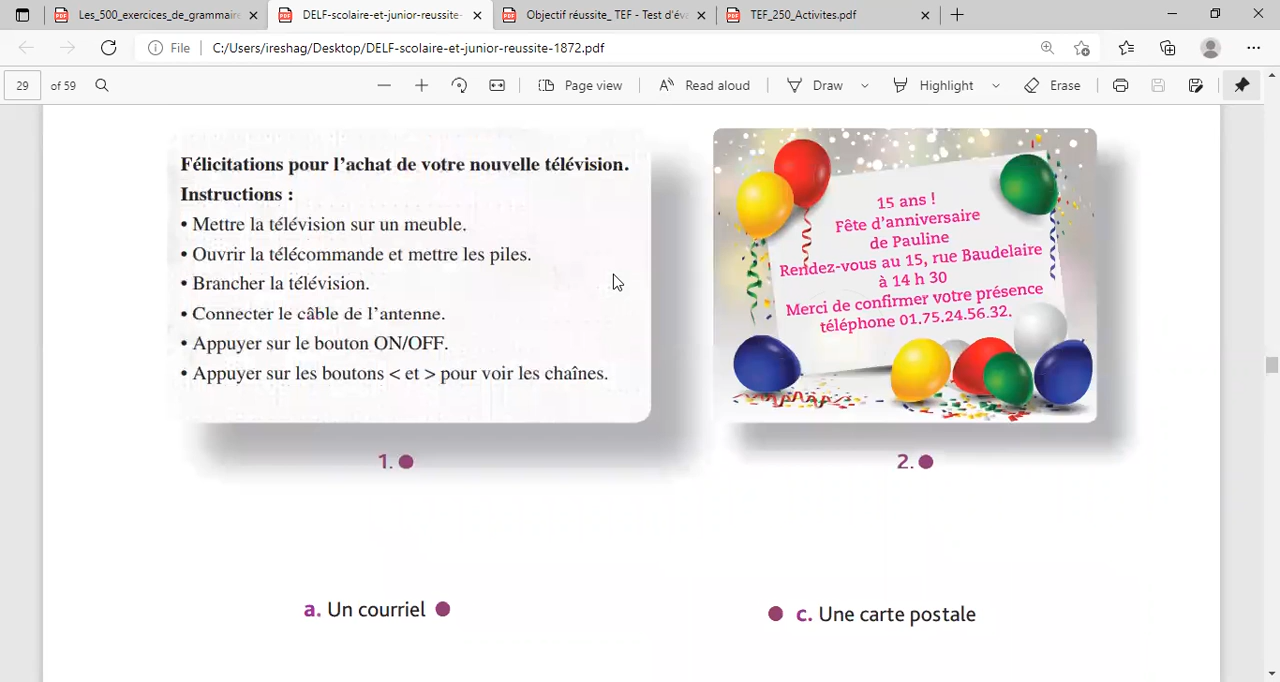 Les_500_exercices_de_grammaire
DELF-scolaire-et-junior-reussite-
Objectif réussite_ TEF - Test d'éva
TEF_250_Activites.pdf
File
C:/Users/ireshag/Desktop/DELF-scolaire-et-junior-reussite-1872.pdf
29 of 59
Page view
Read aloud
Draw
Highlight
Erase
Félicitations pour l'achat de votre nouvelle télévision.
Instructions :
• Mettre la télévision sur un meuble.
• Ouvrir la télécommande et mettre les piles.
• Brancher la télévision.
• Connecter le câble de l'antenne.
• Appuyer sur le bouton ON/OFF.
• Appuyer sur les boutons < et > pour voir les chaînes.
1.
15 ans !
Fête d'anniversaire
de Pauline
Rendez-vous au 15, rue Baudelaire
à 14 h 30
Merci de confirmer votre présence
téléphone 01.75.24.56.32.
2.
a. Un courriel
c. Une carte postale